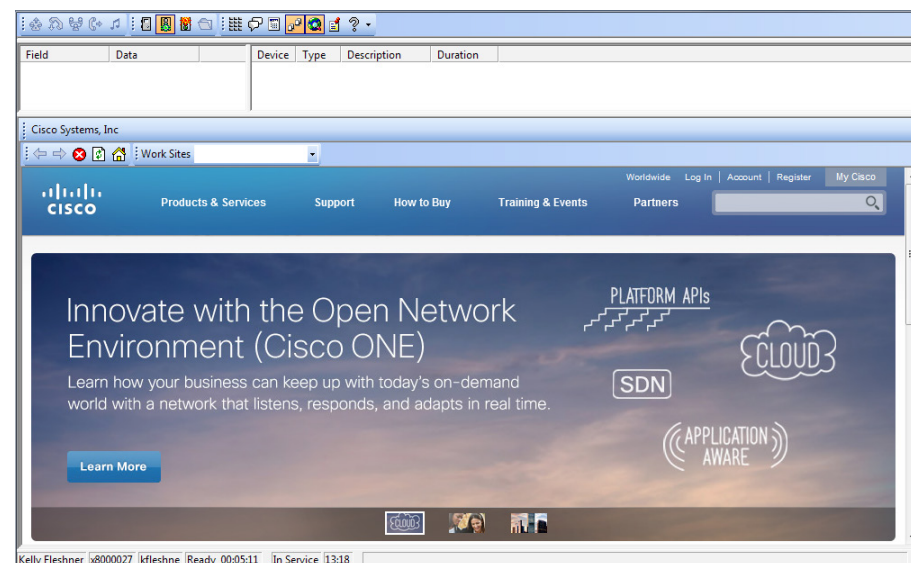 Field Data Device Type Description Duration
Cisco Systems, Inc
Work Sites
Worldwide Log In | Account | Register My Cisco
CISCO Products & Services Support How to Buy Training & Events Partners
Innovate with the Open Network
Environment (Cisco ONE)
Learn how your business can keep up with today's on-demand
world with a network that listens, responds, and adapts in real time.
Learn More
PLATFORM APIs
CLOUD
SDN
APPLICATION
AWARE
CLOUD
Kelly Fleshner x8000027 kfleshne Ready 00:05:11 In Service 13:18